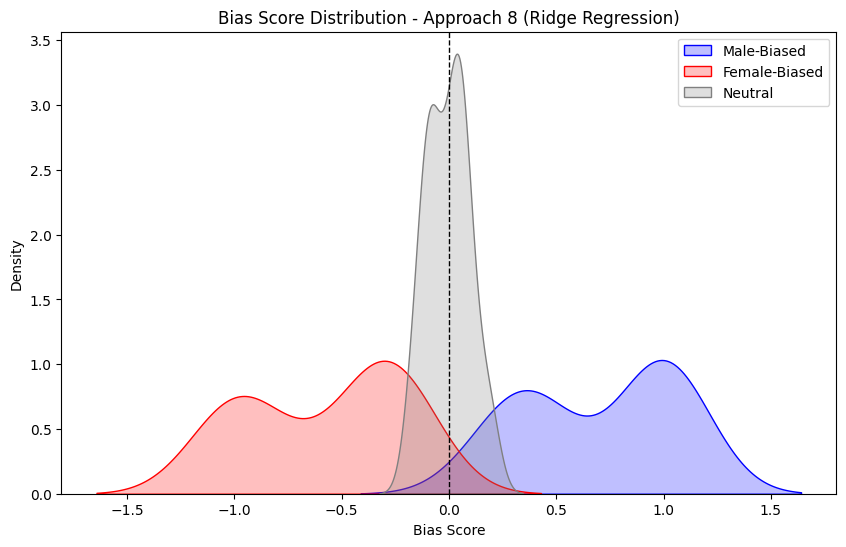 Bias Score Distribution - Approach 8 (Ridge Regression)
Male-Biased
Female-Biased
Neutral
3.5
3.0
2.5
2.0
1.5
1.0
0.5
0.0
Density
−1.5
−1.0
−0.5
0.0
0.5
1.0
1.5
Bias Score